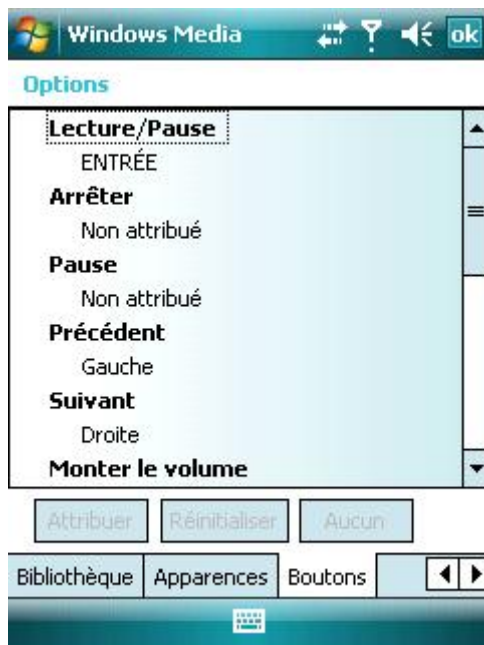 Windows Media
ok
Options
Lecture/Pause
ENTRÉE
Arrêter
Non attribué
Pause
Non attribué
Précédent
Gauche
Suivant
Droite
Monter le volume
Attribuer Réinitialiser Aucun
Bibliothèque Apparences Boutons